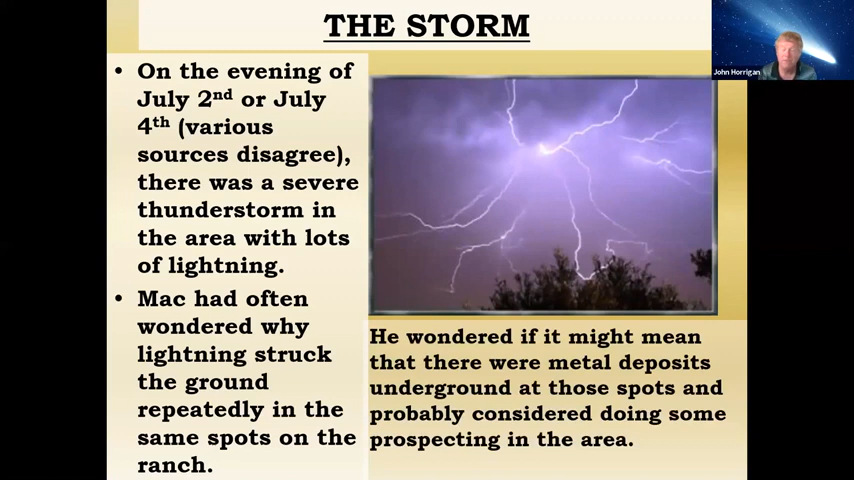 THE STORM
• On the evening of
July 2nd or July
4th (various
sources disagree),
there was a severe
thunderstorm in
the area with lots
of lightning.
• Mac had often
wondered why
lightning struck
the ground
repeatedly in the
same spots on the
ranch.
He wondered if it might mean
that there were metal deposits
underground at those spots and
probably considered doing some
prospecting in the area.
John Horrigan